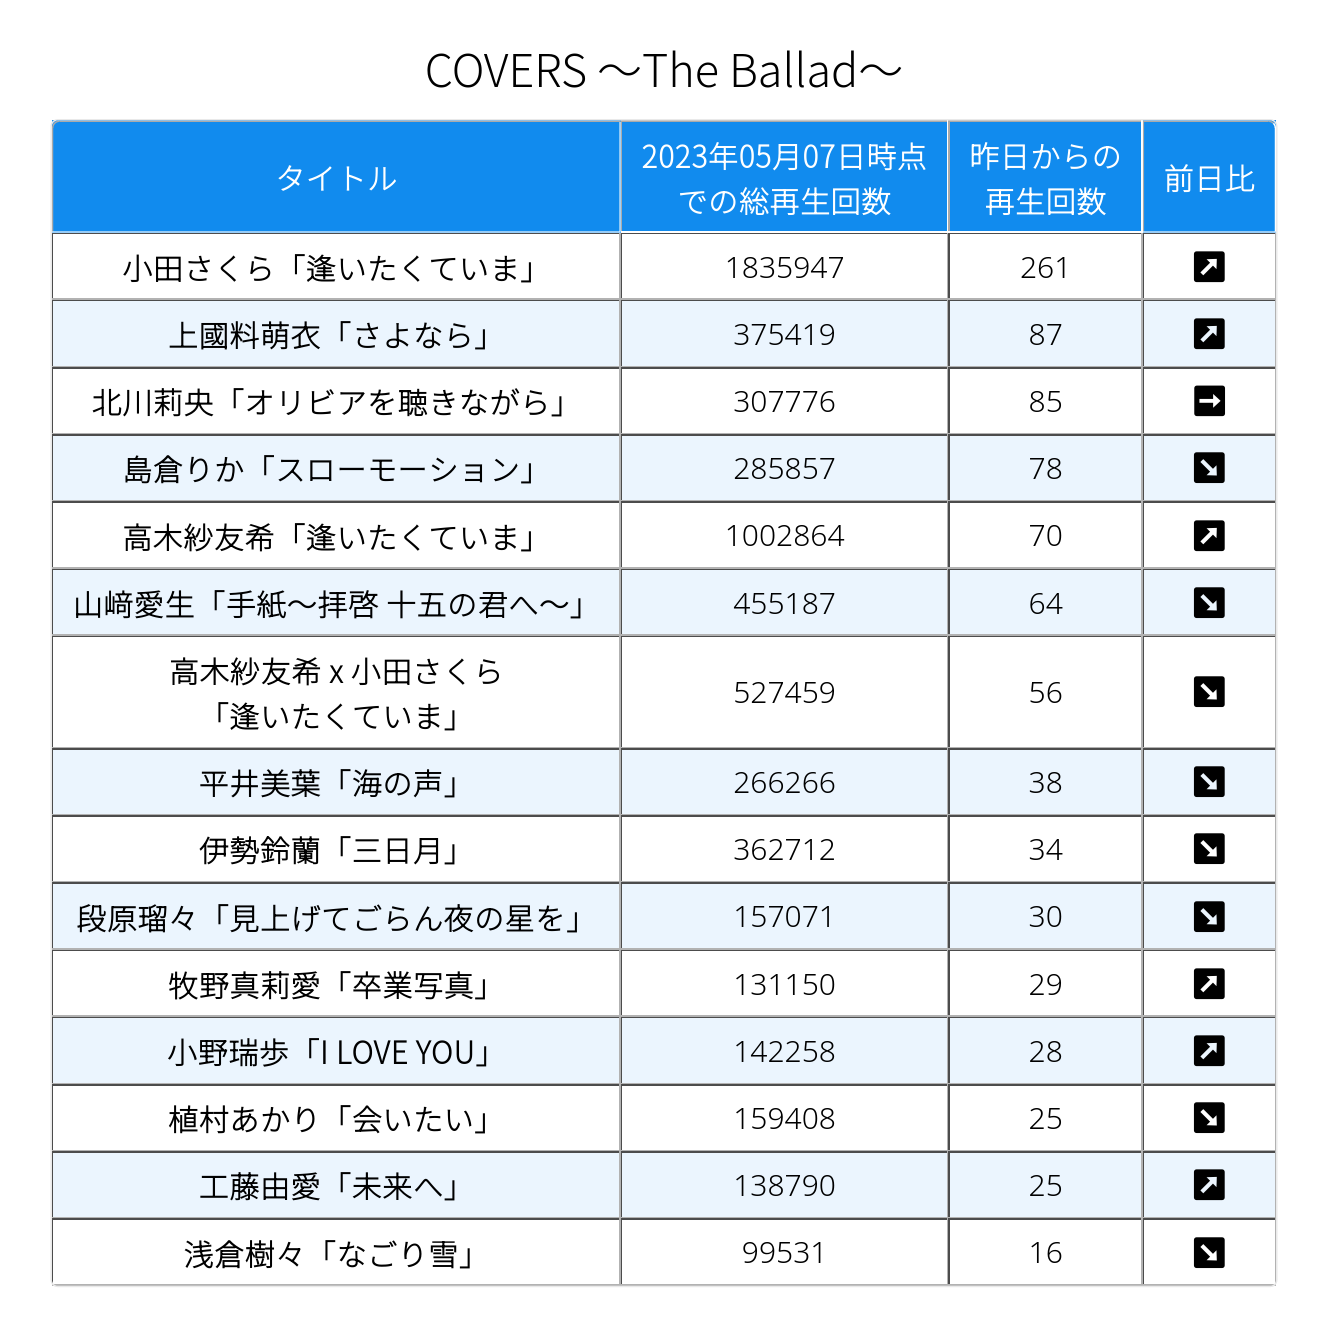 COVERS ～The Ballad～
タイトル
2023年05月07日時点
での総再生回数
昨日からの
再生回数
前日比
小田さくら「逢いたくていま」 1835947 261 ↗
上國料萌衣「さよなら」 375419 87 ↗
北川莉央「オリビアを聴きながら」 307776 85 →
島倉りか「スローモーション」 285857 78 ↘
高木紗友希「逢いたくていま」 1002864 70 ↗
山﨑愛生「手紙～拝啓 十五の君へ～」 455187 64 ↘
高木紗友希 x 小田さくら
「逢いたくていま」 527459 56 ↘
平井美葉「海の声」 266266 38 ↘
伊勢鈴蘭「三日月」 362712 34 ↘
段原瑠々「見上げてごらん夜の星を」 157071 30 ↘
牧野真莉愛「卒業写真」 131150 29 ↗
小野瑞歩「I LOVE YOU」 142258 28 ↗
植村あかり「会いたい」 159408 25 ↘
工藤由愛「未来へ」 138790 25 ↗
浅倉樹々「なごり雪」 99531 16 ↘